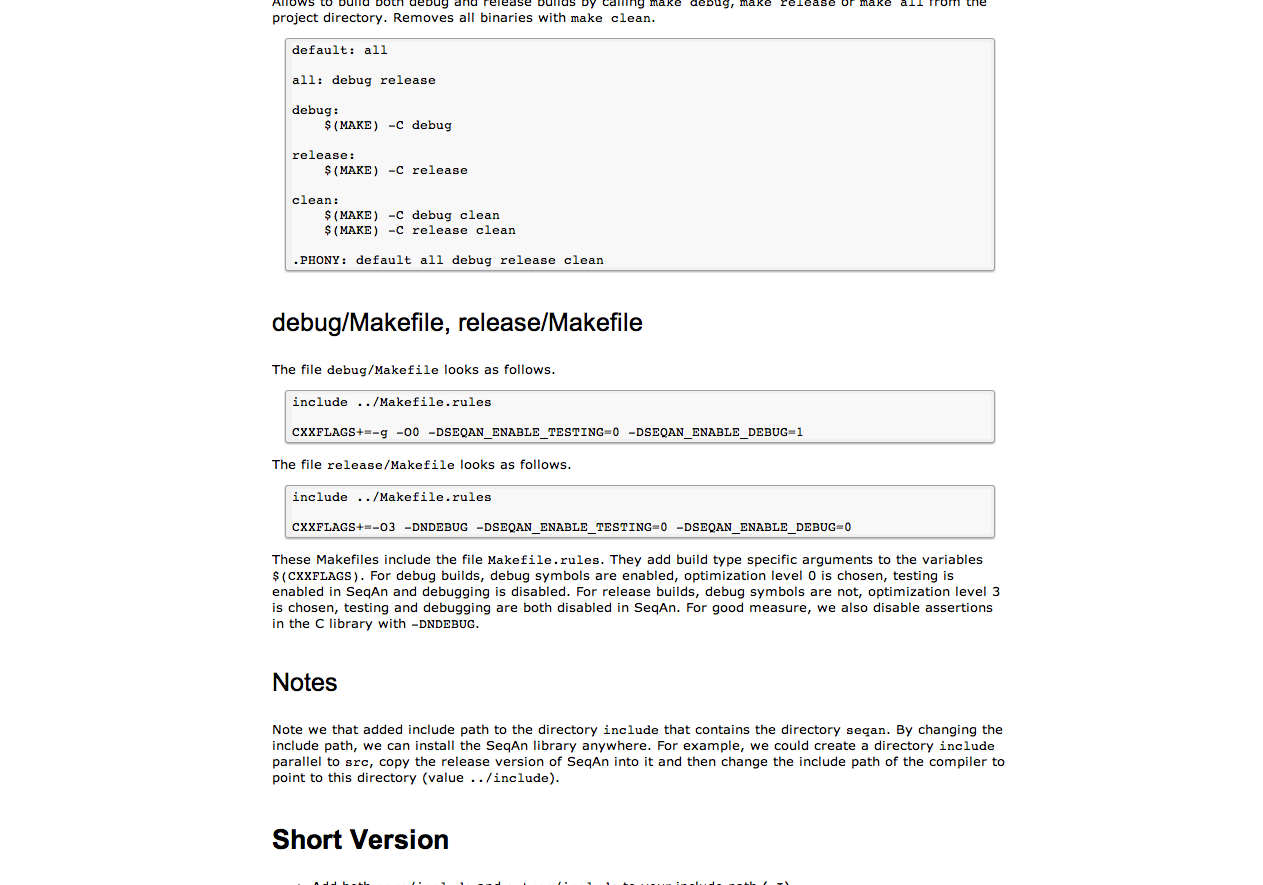 Allows to build both debug and release builds by calling make debug, make release or make all from the
project directory. Removes all binaries with make clean.
default: all
all: debug release
debug:
$(MAKE) -C debug
release:
$(MAKE) -C release
clean:
$(MAKE) -C debug clean
$(MAKE) -C release clean
.PHONY: default all debug release clean
debug/Makefile, release/Makefile
The file debug/Makefile looks as follows.
include ../Makefile.rules
CXXFLAGS+=-g -O0 -DSEQAN_ENABLE_TESTING=0 -DSEQAN_ENABLE_DEBUG=1
The file release/Makefile looks as follows.
include ../Makefile.rules
CXXFLAGS+=-O3 -DNDEBUG -DSEQAN_ENABLE_TESTING=0 -DSEQAN_ENABLE_DEBUG=0
These Makefiles include the file Makefile.rules. They add build type specific arguments to the variables
$(CXXFLAGS). For debug builds, debug symbols are enabled, optimization level 0 is chosen, testing is
enabled in SeqAn and debugging is disabled. For release builds, debug symbols are not, optimization level 3
is chosen, testing and debugging are both disabled in SeqAn. For good measure, we also disable assertions
in the C library with -DNDEBUG.
Notes
Note we that added include path to the directory include that contains the directory seqan. By changing the
include path, we can install the SeqAn library anywhere. For example, we could create a directory include
parallel to src, copy the release version of SeqAn into it and then change the include path of the compiler to
point to this directory (value ../include).
Short Version
Add both and to your include path (-I)